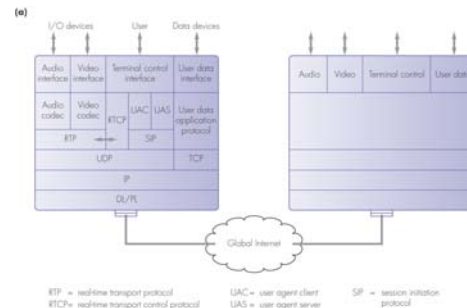 (a)
I/O devices User Data devices
Audio interface Video interface Terminal control interface User data interface
Audio codec Video codec RTCP UAC UAS User data application protocol
RTP SIP
UDP TCP
IP
DL/PL
Audio Video Terminal control User data
Global Internet
RTP = real-time transport protocol UAC= user agent client SIP = session initiation protocol
RTCP= real-time transport control protocol UAS = user agent server